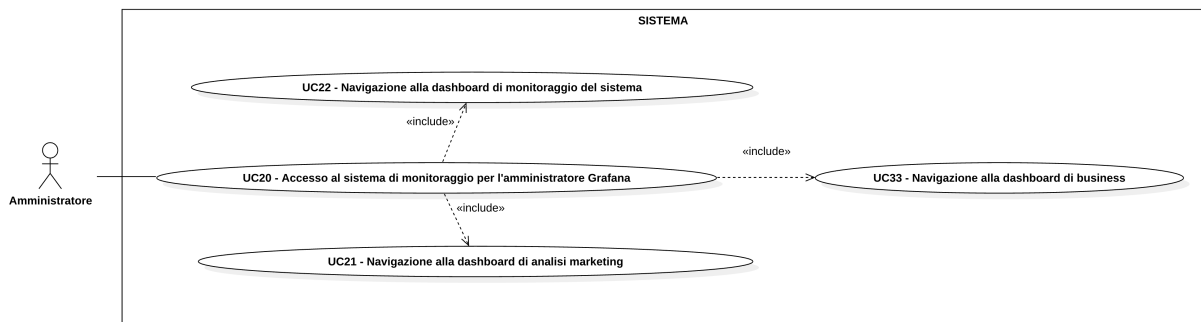 SISTEMA
UC22 - Navigazione alla dashboard di monitoraggio del sistema
«include»
«include»
UC20 - Accesso al sistema di monitoraggio per l'amministratore Grafana
UC33 - Navigazione alla dashboard di business
Amministratore
«include»
UC21 - Navigazione alla dashboard di analisi marketing